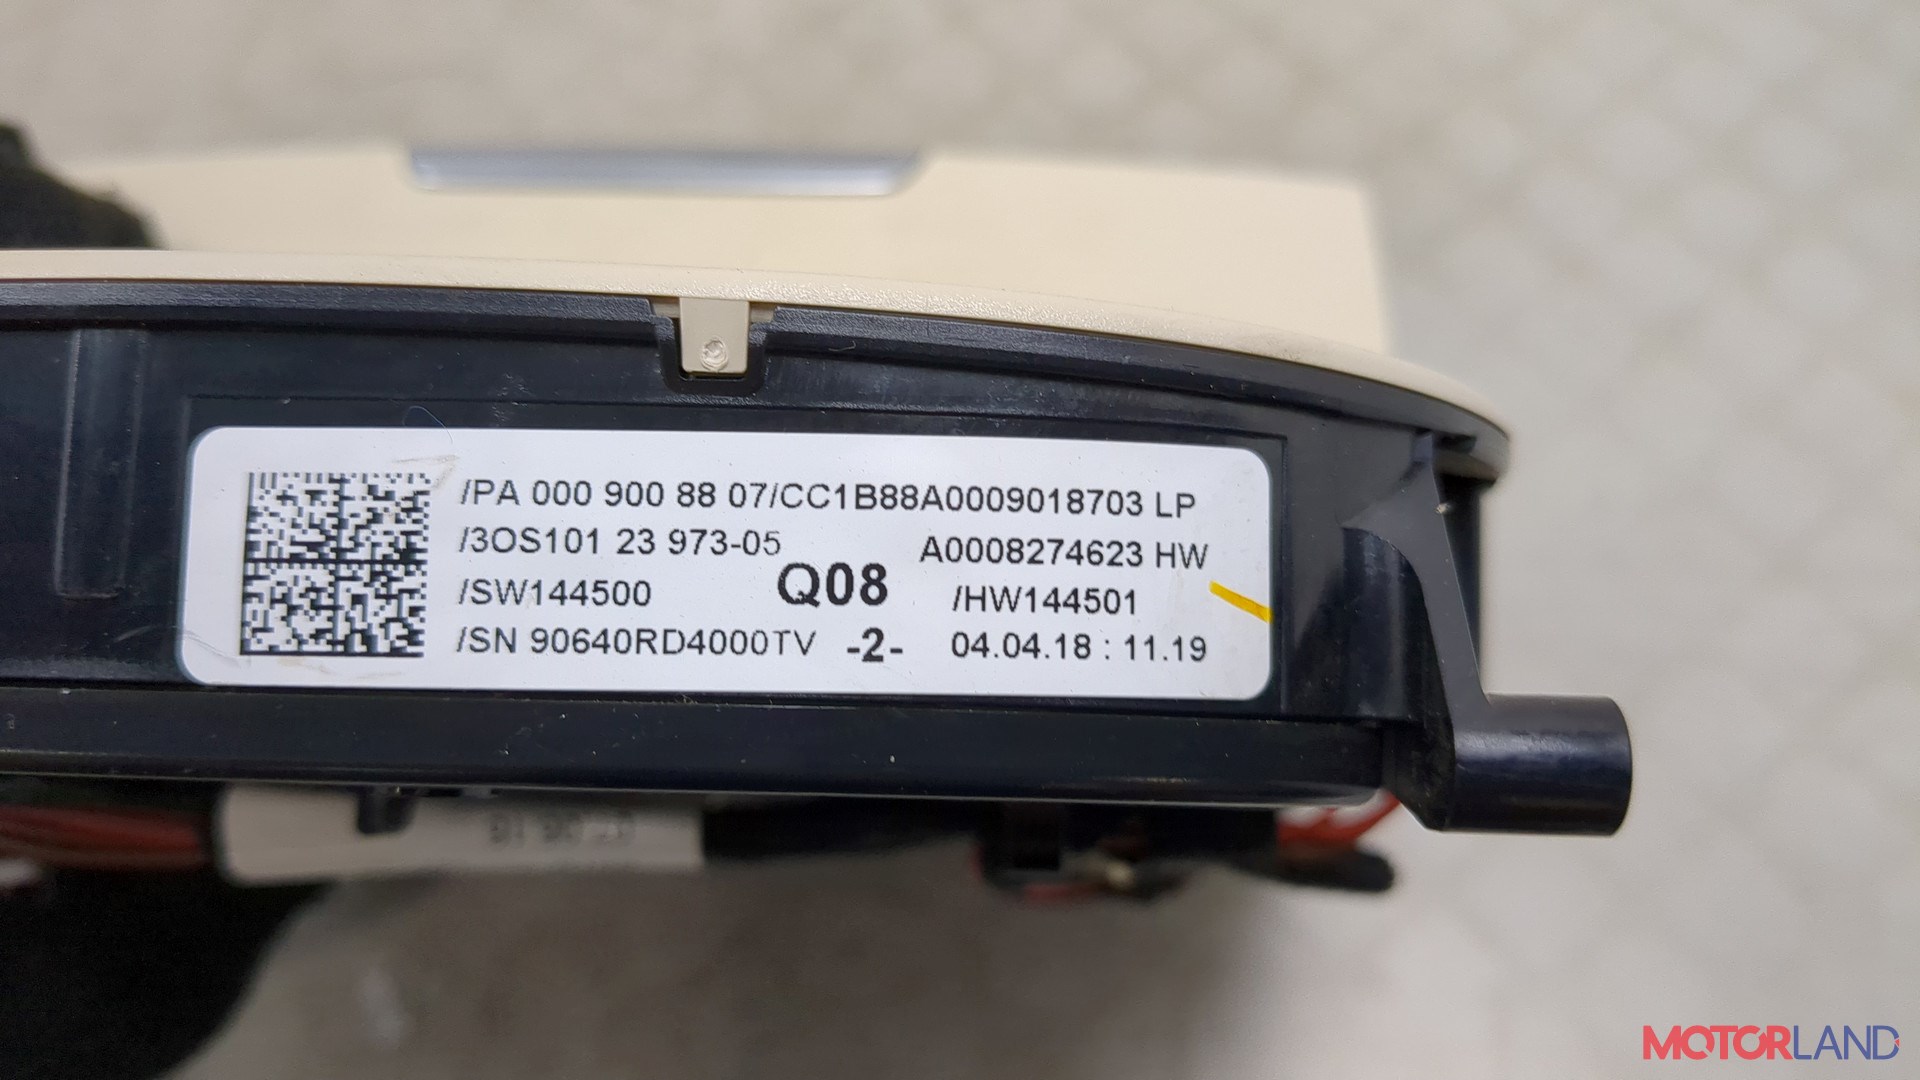 /PA 000 900 88 07/CC1B88A0009018703 LP
/3OS101 23 973-05 A0008274623 HW
/SW144500 Q08 /HW144501
/SN 90640RD4000TV -2- 04.04.18 : 11.19
MOTORLAND